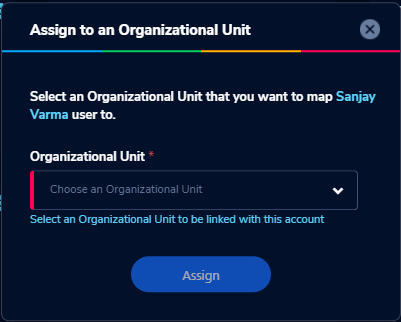 Assign to an Organizational Unit
Select an Organizational Unit that you want to map Sanjay
Varma user to.
Organizational Unit *
Choose an Organizational Unit
Select an Organizational Unit to be linked with this account
Assign